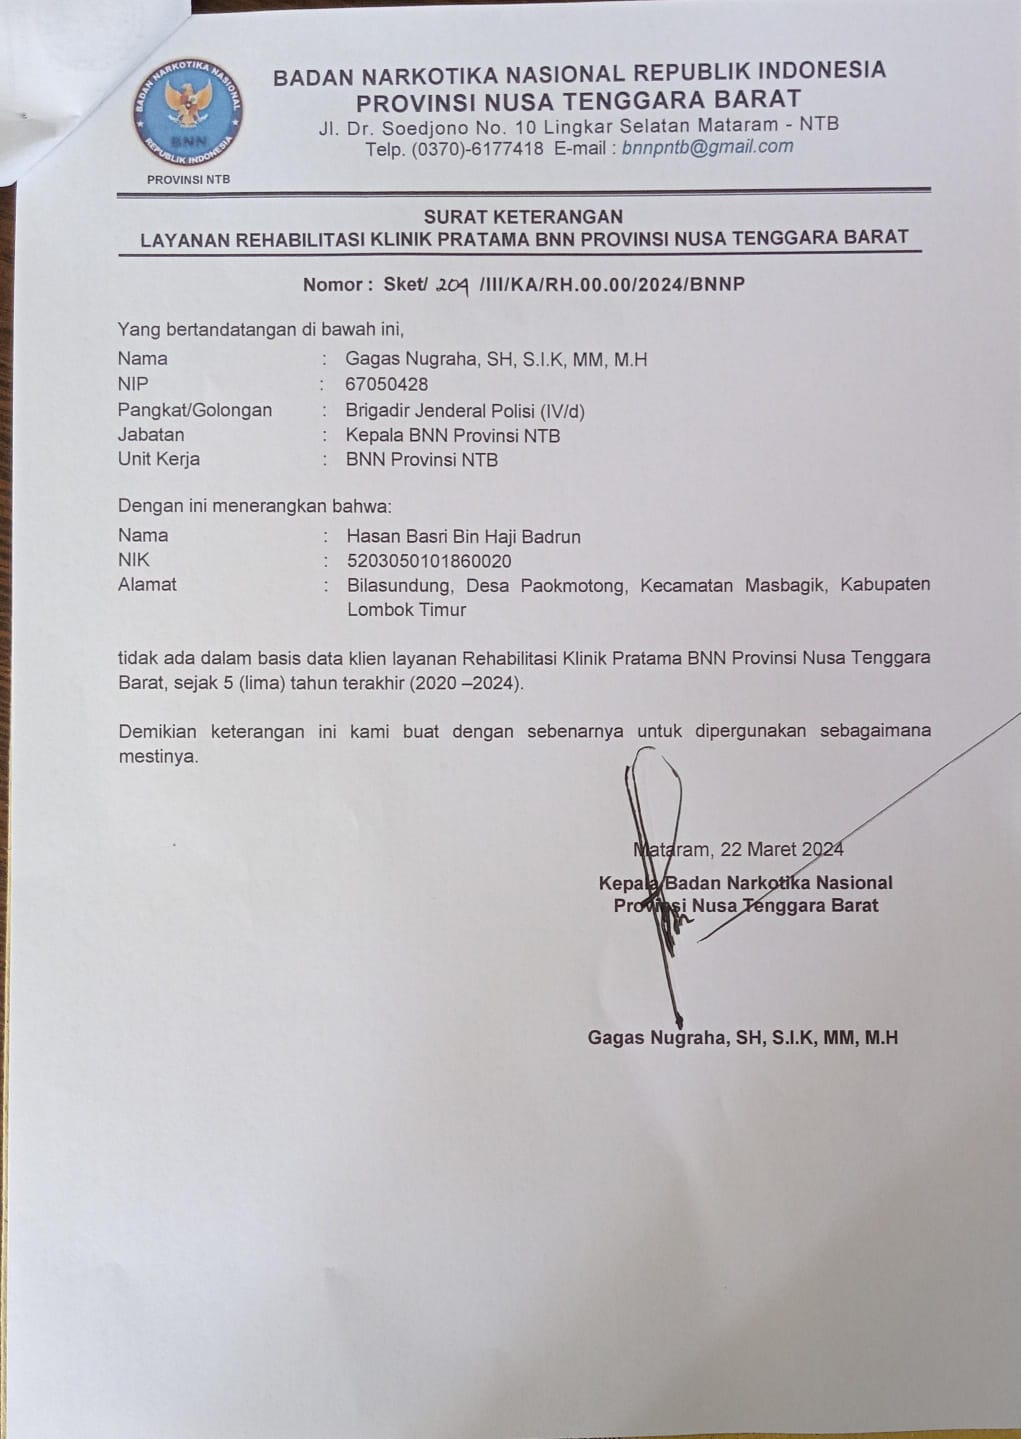 BADAN NARKOTIKA NASIONAL
BNN
REPUBLIK INDONESIA
PROVINSI NTB
BADAN NARKOTIKA NASIONAL REPUBLIK INDONESIA
PROVINSI NUSA TENGGARA BARAT
Jl. Dr. Soedjono No. 10 Lingkar Selatan Mataram - NTB
Telp. (0370)-6177418 E-mail : bnnpntb@gmail.com
SURAT KETERANGAN
LAYANAN REHABILITASI KLINIK PRATAMA BNN PROVINSI NUSA TENGGARA BARAT
Nomor : Sket/ 209 /III/KA/RH.00.00/2024/BNNP
Yang bertandatangan di bawah ini,
Nama : Gagas Nugraha, SH, S.I.K, MM, M.H
NIP : 67050428
Pangkat/Golongan : Brigadir Jenderal Polisi (IV/d)
Jabatan : Kepala BNN Provinsi NTB
Unit Kerja : BNN Provinsi NTB
Dengan ini menerangkan bahwa:
Nama : Hasan Basri Bin Haji Badrun
NIK : 5203050101860020
Alamat : Bilasundung, Desa Paokmotong, Kecamatan Masbagik, Kabupaten
Lombok Timur
tidak ada dalam basis data klien layanan Rehabilitasi Klinik Pratama BNN Provinsi Nusa Tenggara
Barat, sejak 5 (lima) tahun terakhir (2020 –2024).
Demikian keterangan ini kami buat dengan sebenarnya untuk dipergunakan sebagaimana
mestinya.
Mataram, 22 Maret 2024
Kepala Badan Narkotika Nasional
Provinsi Nusa Tenggara Barat
Gagas Nugraha, SH, S.I.K, MM, M.H